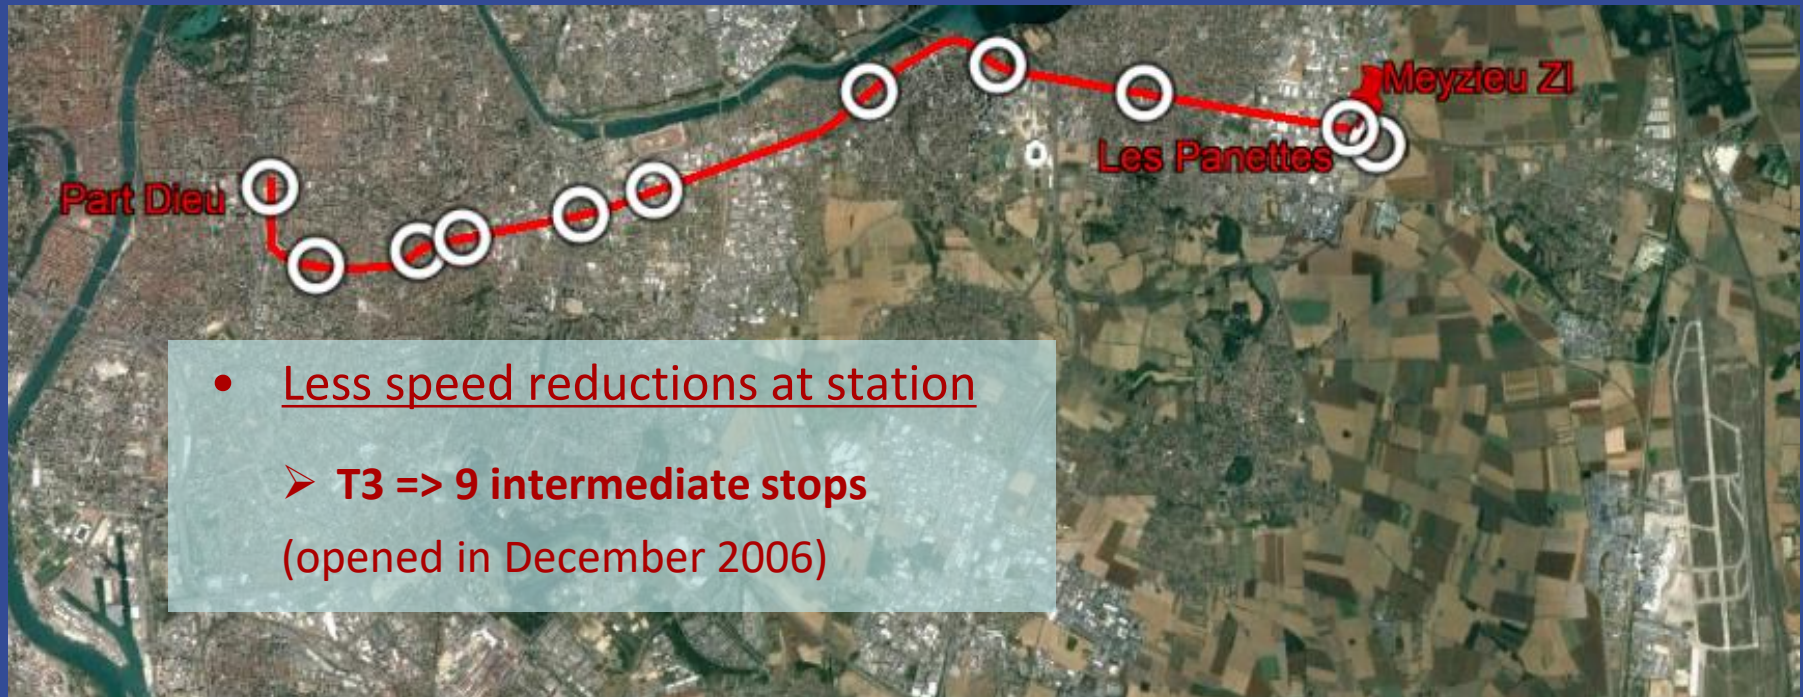 Meyzieu ZI
Les Panettes
Part Dieu
• Less speed reductions at station
➢ T3 => 9 intermediate stops
(opened in December 2006)